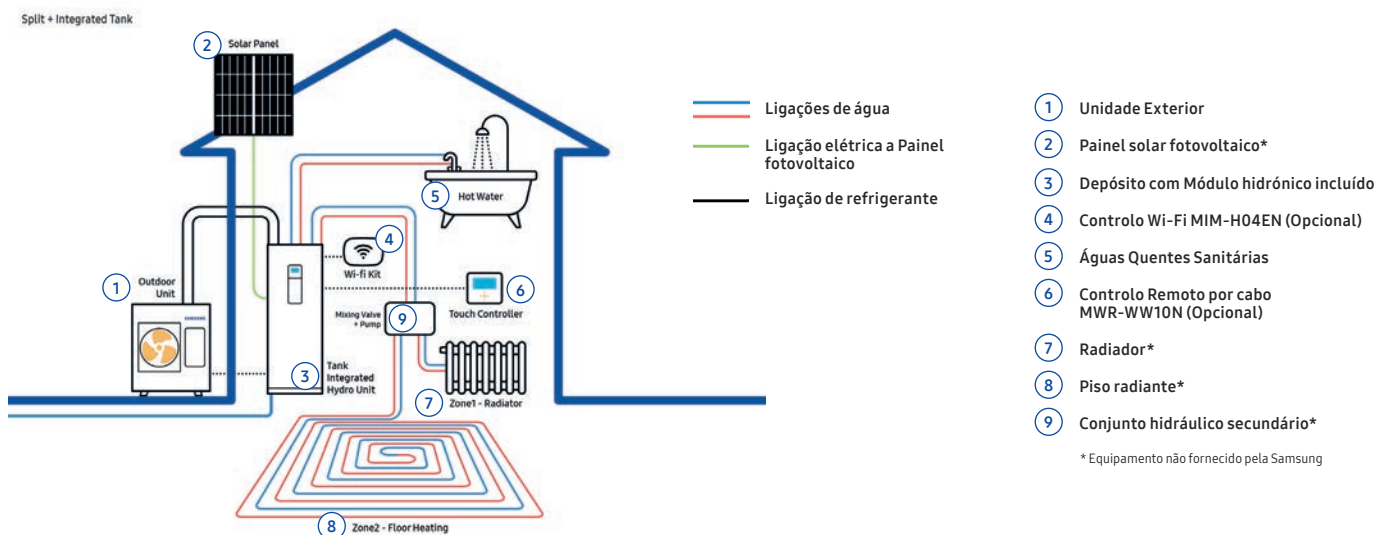 Split + Integrated Tank
2 Solar Panel
Hot Water
5
4
Wi-fi Kit
1 Outdoor
Unit
SAMSUNG
6
Touch Controller
Mixing Valve
+ Pump
9
3
Tank
Integrated
Hydro Unit
7 Zone1 - Radiator
8 Zone2 - Floor Heating
Ligações de água
Ligação elétrica a Painel
fotovoltaico
Ligação de refrigerante
1 Unidade Exterior
2 Painel solar fotovoltaico*
3 Depósito com Módulo hidrónico incluído
4 Controlo Wi-Fi MIM-H04EN (Opcional)
5 Águas Quentes Sanitárias
6 Controlo Remoto por cabo
MWR-WW10N (Opcional)
7 Radiador*
8 Piso radiante*
9 Conjunto hidráulico secundário*
* Equipamento não fornecido pela Samsung